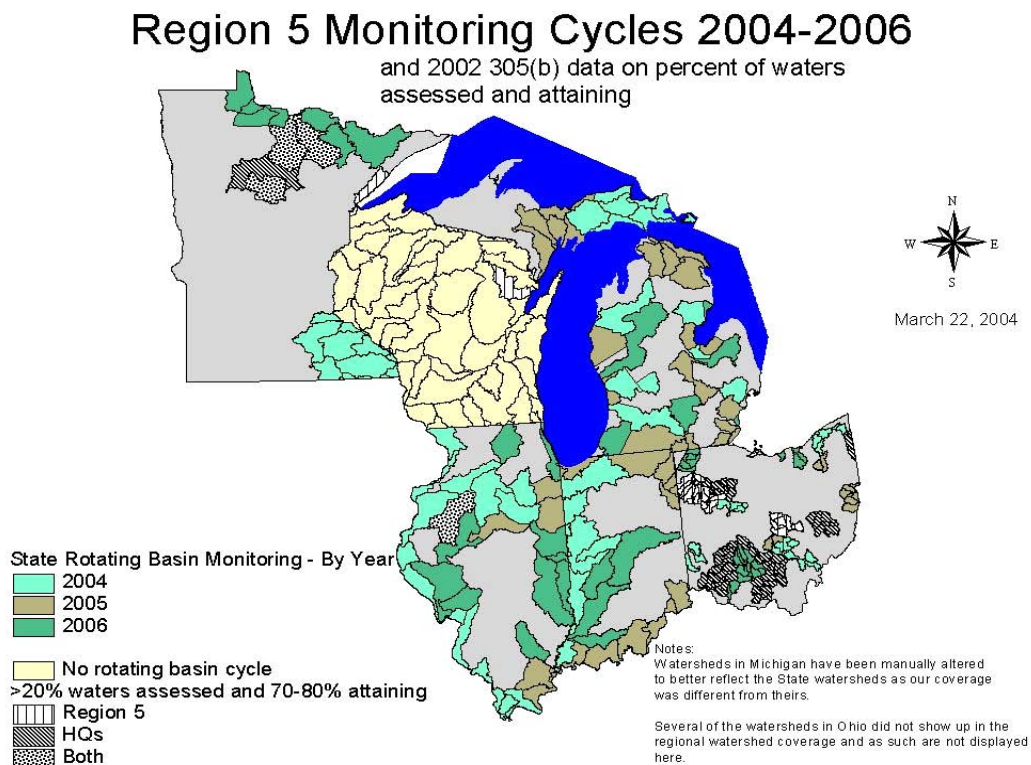 Region 5 Monitoring Cycles 2004-2006
and 2002 305(b) data on percent of waters
assessed and attaining
N
W E
S
March 22, 2004
State Rotating Basin Monitoring - By Year
2004
2005
2006
No rotating basin cycle
>20% waters assessed and 70-80% attaining
Region 5
HQs
Both
Notes:
Watersheds in Michigan have been manually altered
to better reflect the State watersheds as our coverage
was different from theirs.
Several of the watersheds in Ohio did not show up in the
regional watershed coverage and as such are not displayed
here.